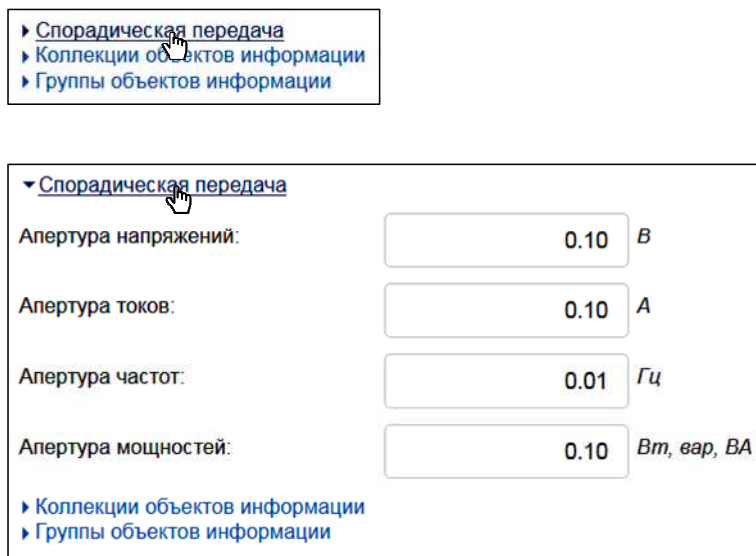 Спорадическая передача
Коллекции объектов информации
Группы объектов информации
Спорадическая передача
Апертура напряжений: 0.10 В
Апертура токов: 0.10 А
Апертура частот: 0.01 Гц
Апертура мощностей: 0.10 Вт, вар, ВА
Коллекции объектов информации
Группы объектов информации